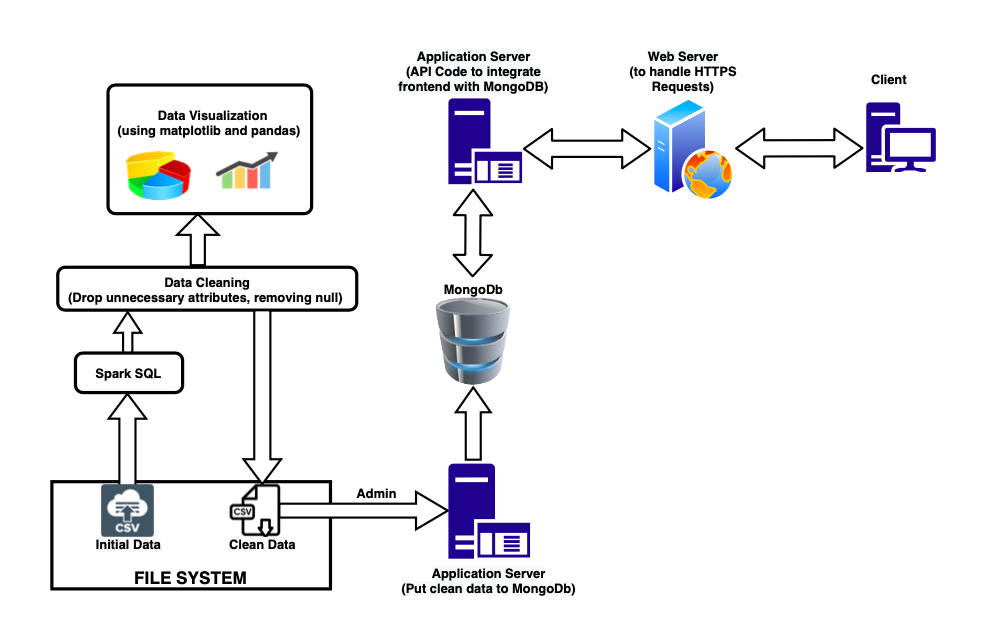 Application Server
(API Code to integrate
frontend with MongoDB)
Web Server
(to handle HTTPS
Requests)
Client
Data Visualization
(using matplotlib and pandas)
Data Cleaning
(Drop unnecessary attributes, removing null)
MongoDb
Spark SQL
CSV
Initial Data
CSV
Clean Data
FILE SYSTEM
Admin
Application Server
(Put clean data to MongoDb)